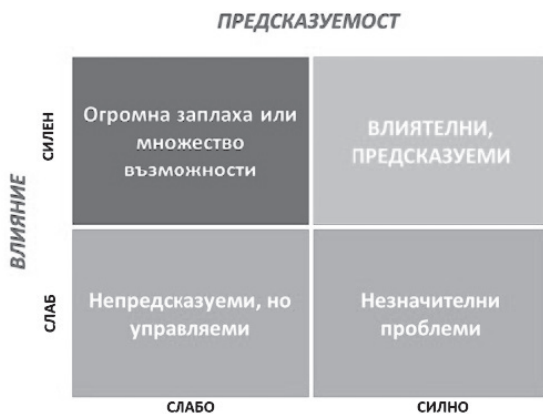 ПРЕДСКАЗУЕМОСТ
ВЛИЯНИЕ
СИЛЕН
Огромна заплаха или
множество
възможности
ВЛИЯТЕЛНИ,
ПРЕДСКАЗУЕМИ
СЛАБ
Непредсказуеми, но
управляеми
Незначителни
проблеми
СЛАБО
СИЛНО